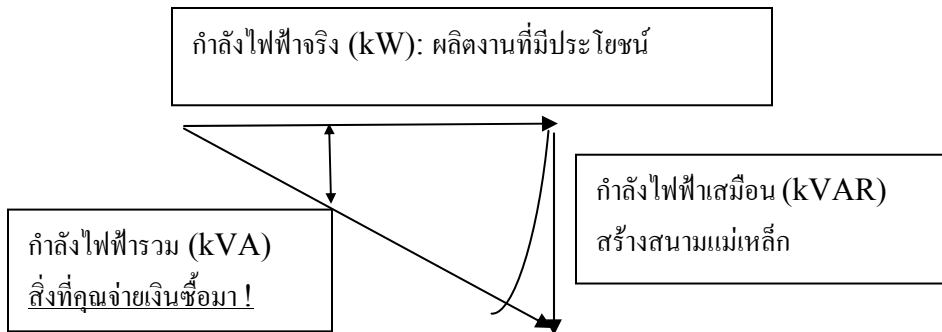 กำลังไฟฟ้าจริง (kW): ผลิตงานที่มีประโยชน์
กำลังไฟฟ้าเสมือน (kVAR)
สร้างสนามแม่เหล็ก
กำลังไฟฟ้ารวม (kVA)
สิ่งที่คุณจ่ายเงินซื้อมา !